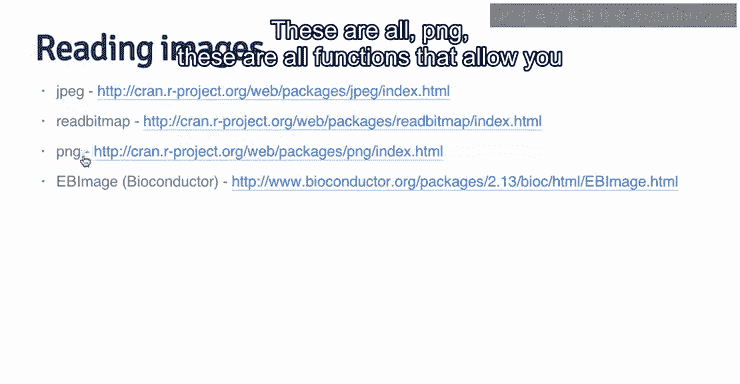 These are all, png,
Reading images
these are all functions that allow you
jpeg - http://cran.r-project.org/web/packages/jpeg/index.html
readbitmap - http://cran.r-project.org/web/packages/readbitmap/index.html
png - http://cran.r-project.org/web/packages/png/index.html
EBImage (Bioconductor) - http://www.bioconductor.org/packages/2.13/bioc/html/EBImage.html